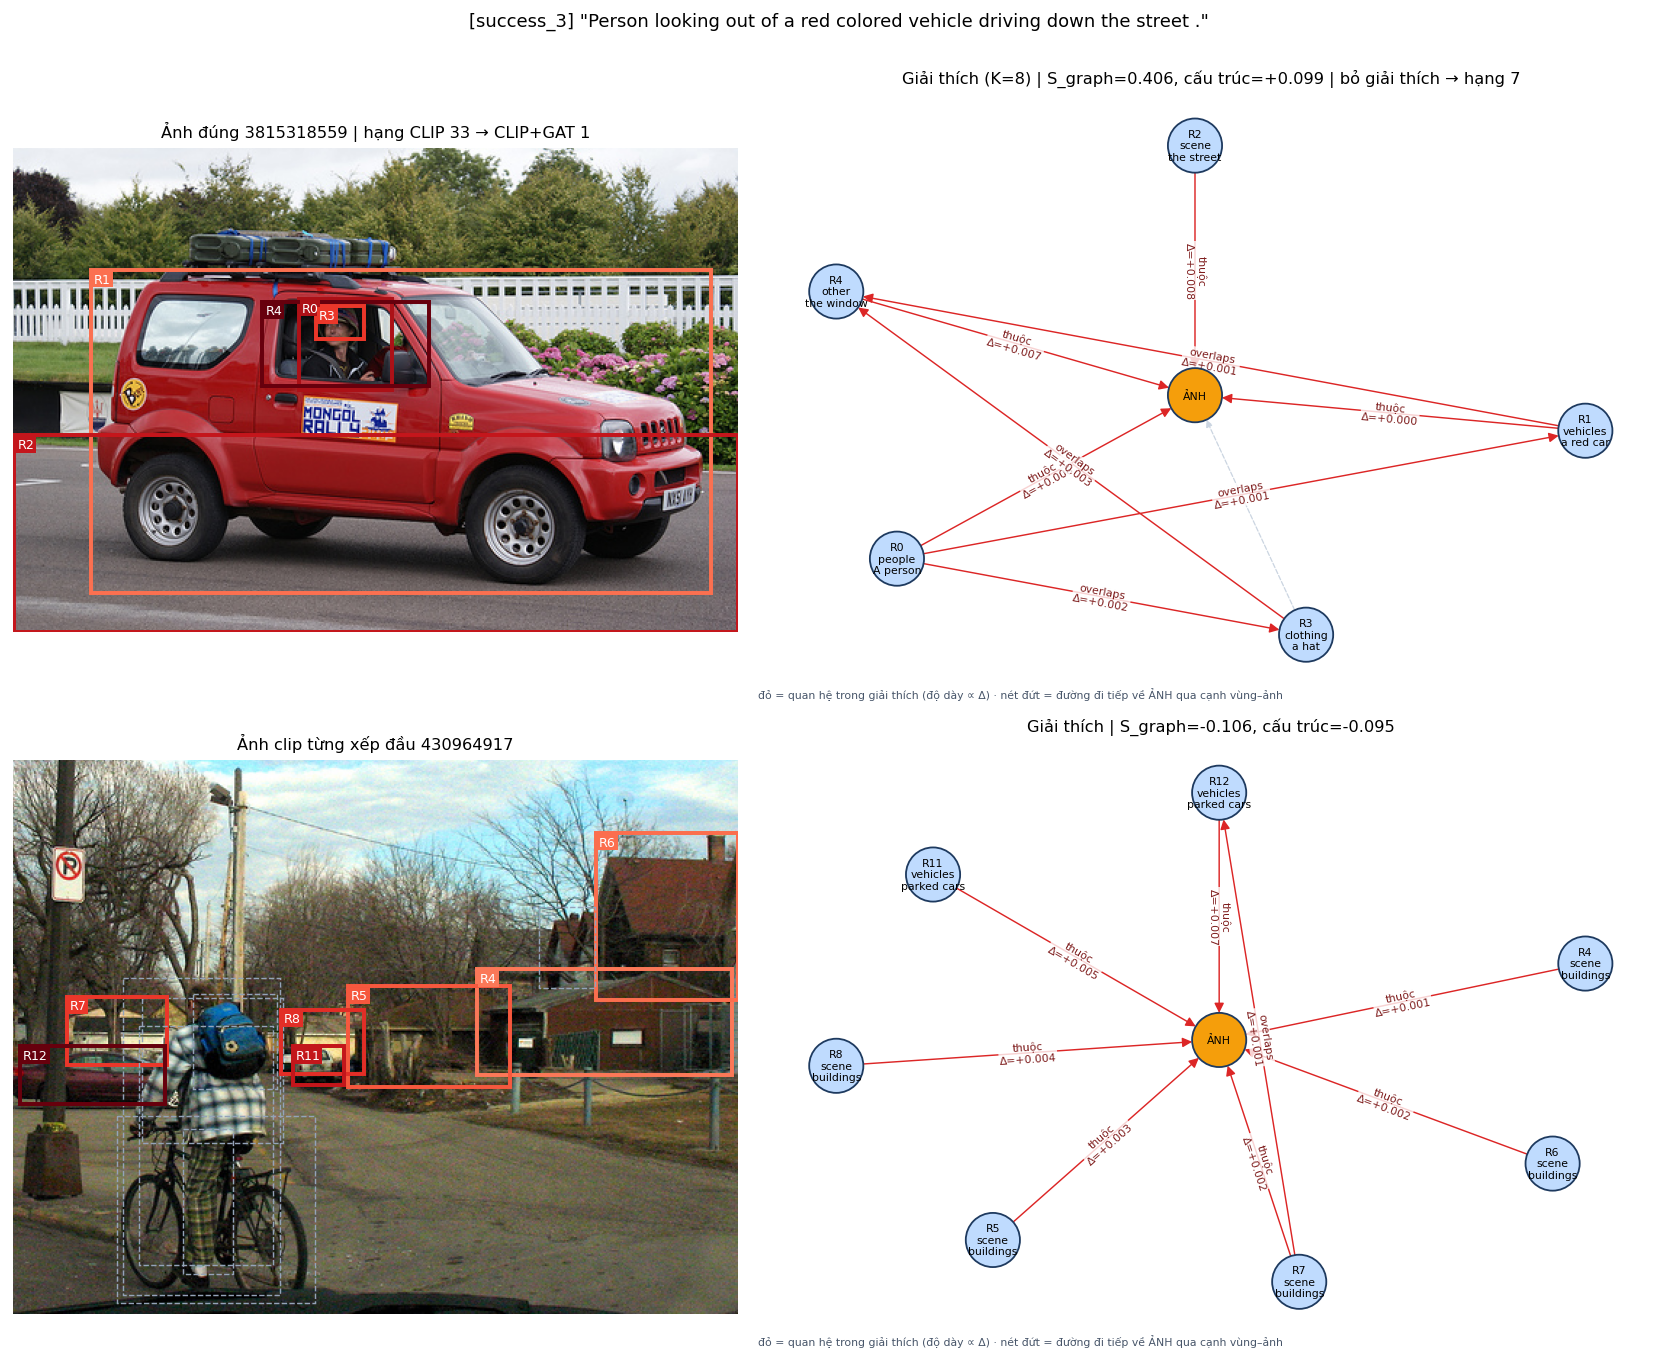 [success_3] "Person looking out of a red colored vehicle driving down the street ."
Ảnh đúng 3815318559 | hạng CLIP 33 → CLIP+GAT 1
R1
R4
R0
R3
R2
MONGOL
RALLY
Giải thích (K=8) | S_graph=0.406, cấu trúc=+0.099 | bỏ giải thích → hạng 7
R2
scene
the street
thuộc
Δ=+0.008
R4
other
the window
thuộc
Δ=+0.007
overlaps
Δ=+0.001
ẢNH
thuộc
Δ=+0.000
R1
vehicles
a red car
overlaps
Δ=+0.003
thuộc
overlaps
Δ=+0.001
R0
people
A person
overlaps
Δ=+0.002
R3
clothing
a hat
đỏ = quan hệ trong giải thích (độ dày ∝ Δ) · nét đứt = đường đi tiếp về ẢNH qua cạnh vùng–ảnh
Ảnh clip từng xếp đầu 430964917
R6
R4
R5
R7
R8
R11
R12
P
Giải thích | S_graph=-0.106, cấu trúc=-0.095
R12
vehicles
parked cars
R11
vehicles
parked cars
thuộc
Δ=+0.007
thuộc
Δ=+0.005
R4
scene
buildings
thuộc
Δ=+0.001
overlaps
Δ=+0.001
ẢNH
R8
scene
buildings
thuộc
Δ=+0.004
thuộc
Δ=+0.002
R6
scene
buildings
thuộc
Δ=+0.003
thuộc
Δ=+0.002
R5
scene
buildings
R7
scene
buildings
đỏ = quan hệ trong giải thích (độ dày ∝ Δ) · nét đứt = đường đi tiếp về ẢNH qua cạnh vùng–ảnh